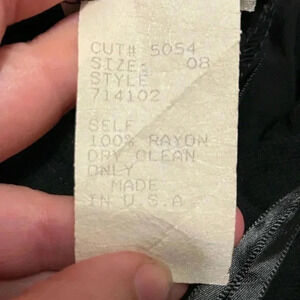 CUT# 5054
SIZE: 08
STYLE
714102
SELF
100% RAYON
DRY CLEAN
ONLY
MADE
IN U.S.A